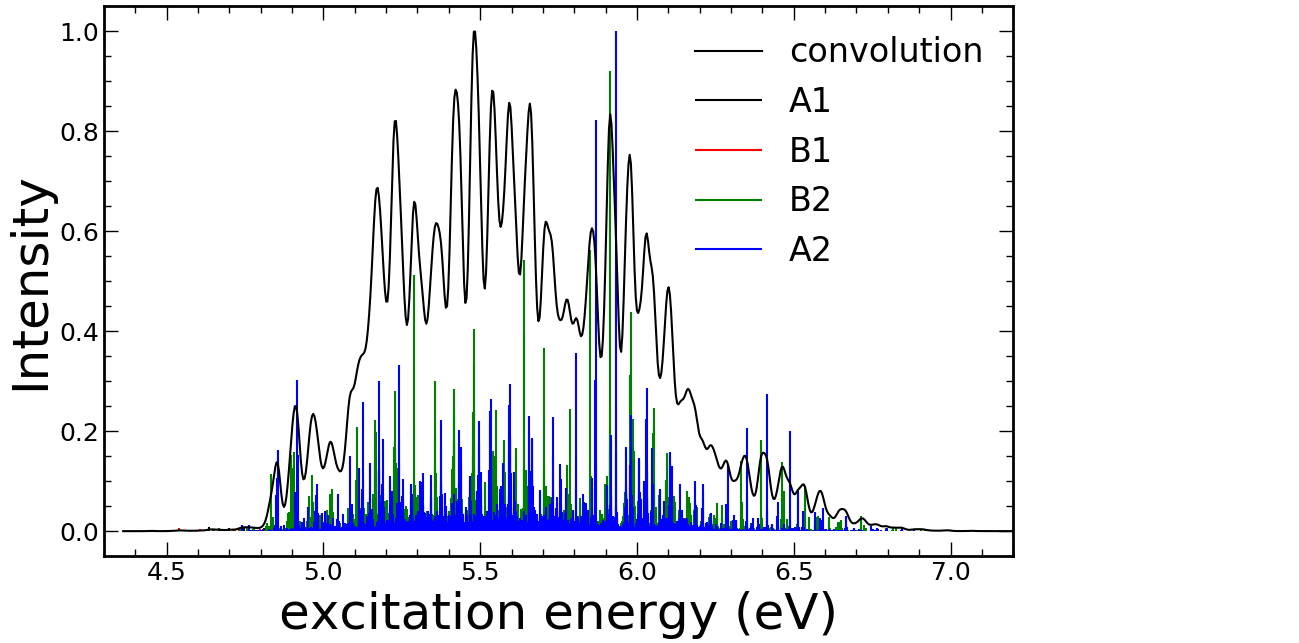 Intensity
1.0
0.8
0.6
0.4
0.2
0.0
convolution
A1
B1
B2
A2
4.5 5.0 5.5 6.0 6.5 7.0
excitation energy (eV)